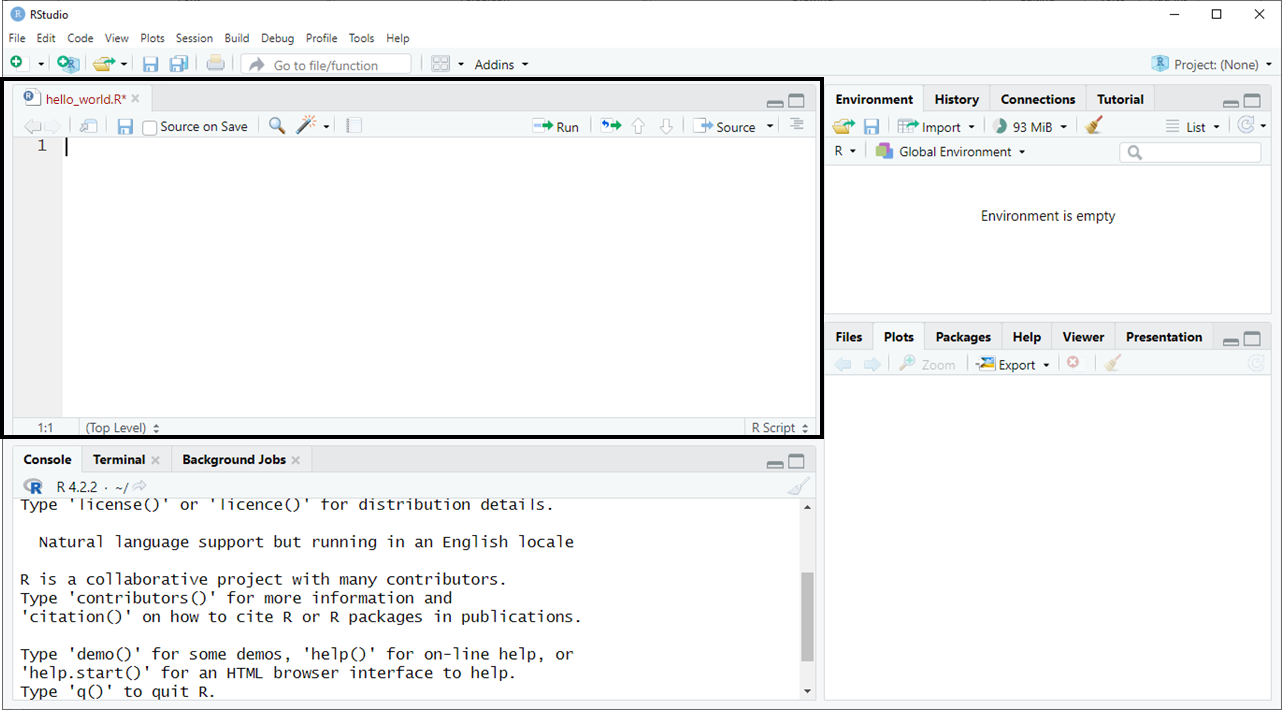 RStudio
File Edit Code View Plots Session Build Debug Profile Tools Help
Go to file/function Addins Project: (None)
hello_world.R*
Source on Save Run Source
1
1:1 (Top Level) R Script
Console Terminal Background Jobs
R 4.2.2 · ~/
Type 'license()' or 'licence()' for distribution details.
Natural language support but running in an English locale
R is a collaborative project with many contributors.
Type 'contributors()' for more information and
'citation()' on how to cite R or R packages in publications.
Type 'demo()' for some demos, 'help()' for on-line help, or
'help.start()' for an HTML browser interface to help.
Type 'q()' to quit R.
Environment History Connections Tutorial
Import 93 MiB List
R Global Environment
Environment is empty
Files Plots Packages Help Viewer Presentation
Zoom Export